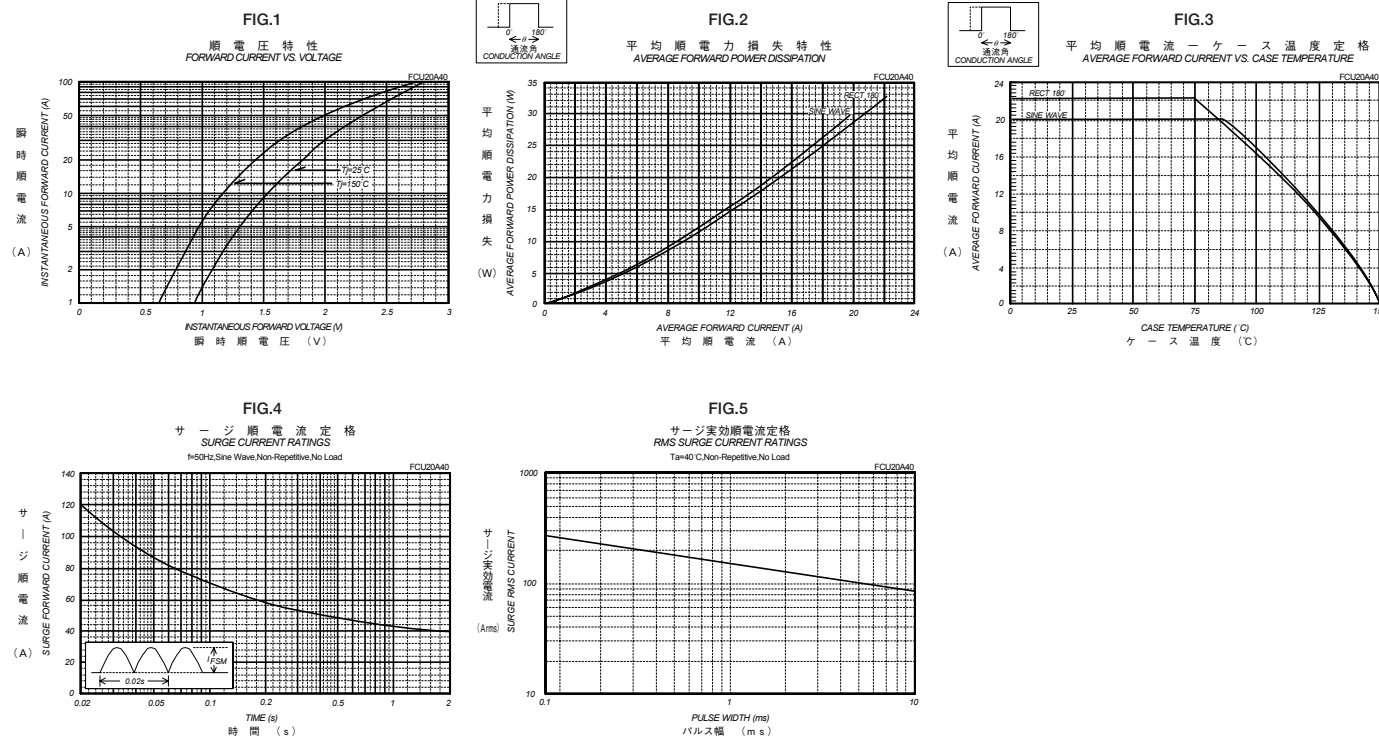 FIG.1
順電圧特性
FORWARD CURRENT VS. VOLTAGE
FCU20A40
瞬時順電流 (A)
INSTANTANEOUS FORWARD CURRENT (A)
100
50
20
10
5
2
1
Tj=25°C
Tj=150°C
0 0.5 1 1.5 2 2.5 3
INSTANTANEOUS FORWARD VOLTAGE (V)
瞬時順電圧 (V)
0° 180°
θ
通流角
CONDUCTION ANGLE
FIG.2
平均順電力損失特性
AVERAGE FORWARD POWER DISSIPATION
FCU20A40
平均順電力損失 (W)
AVERAGE FORWARD POWER DISSIPATION (W)
35
30
25
20
15
10
5
0
RECT 180°
SINE WAVE
0 4 8 12 16 20 24
AVERAGE FORWARD CURRENT (A)
平均順電流 (A)
0° 180°
θ
通流角
CONDUCTION ANGLE
FIG.3
平均順電流ーケース温度定格
AVERAGE FORWARD CURRENT VS. CASE TEMPERATURE
FCU20A40
平均順電流 (A)
AVERAGE FORWARD CURRENT (A)
24
20
16
12
8
4
0
RECT 180°
SINE WAVE
0 25 50 75 100 125
CASE TEMPERATURE (°C)
ケース温度 (℃)
FIG.4
サージ順電流定格
SURGE CURRENT RATINGS
f=50Hz,Sine Wave,Non-Repetitive,No Load
FCU20A40
サージ順電流 (A)
SURGE FORWARD CURRENT (A)
140
120
100
80
60
40
20
0
IFSM
0.02s
0.02 0.05 0.1 0.2 0.5 1 2
TIME (s)
時間 (s)
FIG.5
サージ実効順電流定格
RMS SURGE CURRENT RATINGS
Ta=40°C,Non-Repetitive,No Load
FCU20A40
サージ実効電流 (Arms)
SURGE RMS CURRENT
1000
100
10
0.1 1 10
PULSE WIDTH (ms)
パルス幅 (ms)